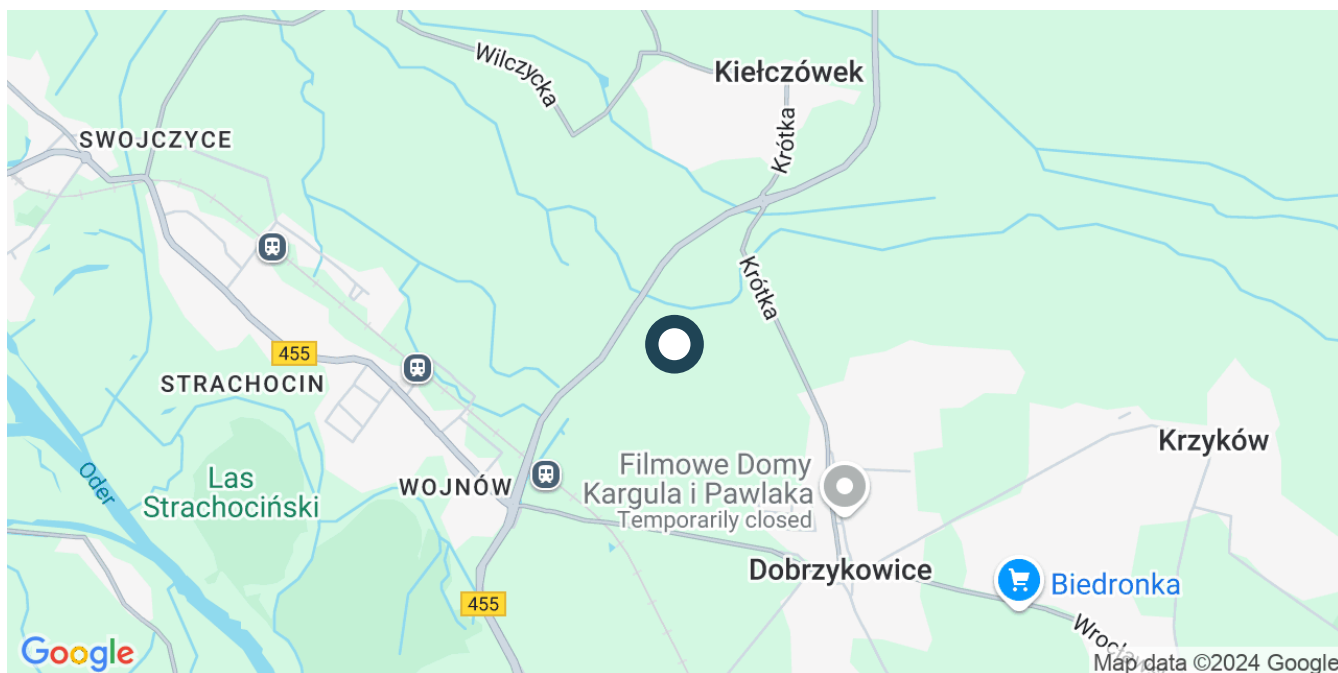 Wilczycka
Kiełczówek
SWOJCZYCE
Krótka
Krótka
455
STRACHOCIN
Krzyków
Oder
Las
Strachociński
WOJNÓW
Filmowe Domy
Kargula i Pawlaka
Temporarily closed
Dobrzykowice
Biedronka
455
Google
Map data ©2024 Google